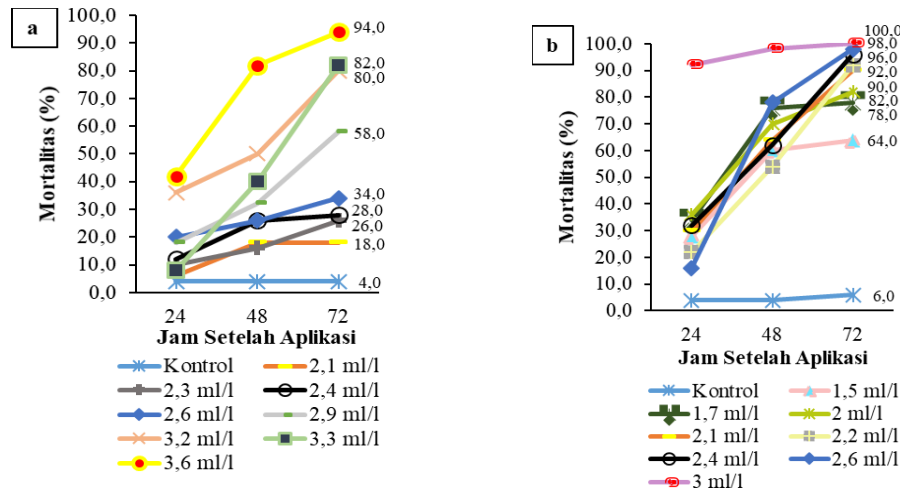 a
Mortalitas (%)
100,0
90,0
80,0
70,0
60,0
50,0
40,0
30,0
20,0
10,0
0,0
94,0
82,0
80,0
58,0
34,0
28,0
26,0
18,0
4,0
24 48 72
Jam Setelah Aplikasi
Kontrol 2,1 ml/l
2,3 ml/l 2,4 ml/l
2,6 ml/l 2,9 ml/l
3,2 ml/l 3,3 ml/l
3,6 ml/l
b
Mortalitas (%)
100,0
90,0
80,0
70,0
60,0
50,0
40,0
30,0
20,0
10,0
0,0
100,0
98,0
96,0
92,0
90,0
82,0
78,0
64,0
6,0
24 48 72
Jam Setelah Aplikasi
Kontrol 1,5 ml/l
1,7 ml/l 2 ml/l
2,1 ml/l 2,2 ml/l
2,4 ml/l 2,6 ml/l
3 ml/l